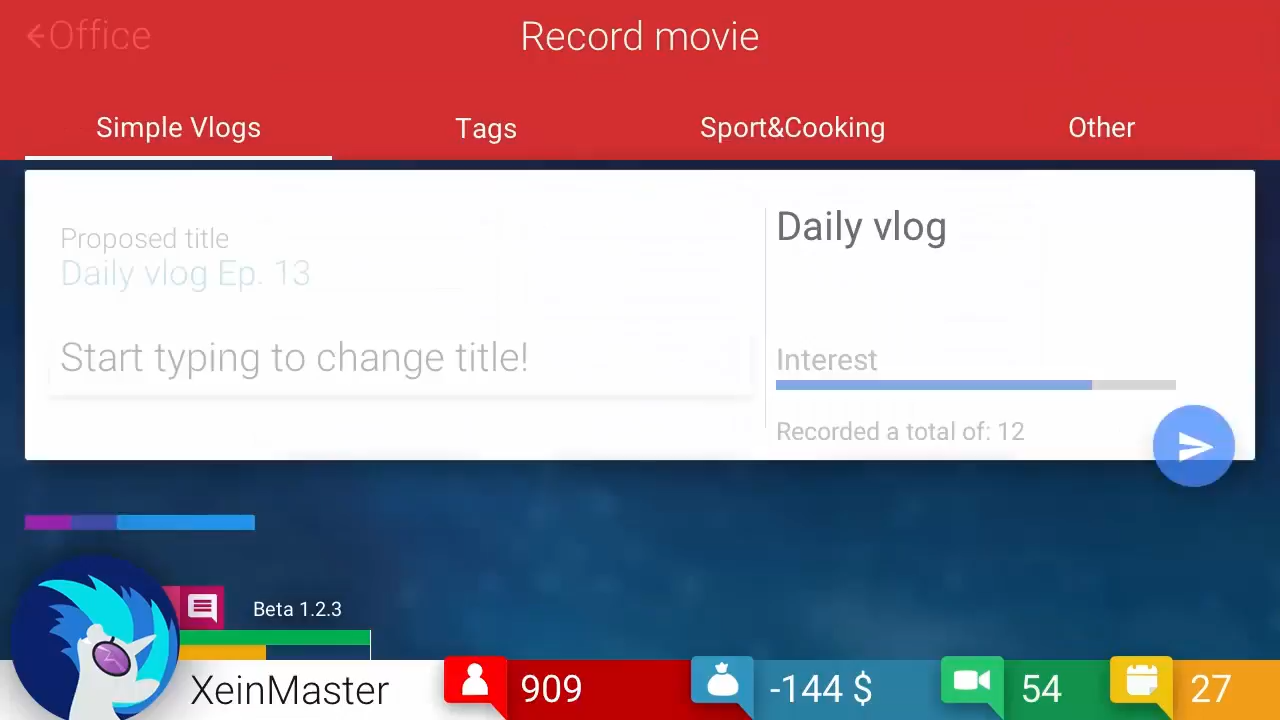 Office
Record movie
Simple Vlogs
Tags
Sport&Cooking
Other
Proposed title
Daily vlog Ep. 13
Start typing to change title!
Daily vlog
Interest
Recorded a total of: 12
Beta 1.2.3
XeinMaster
909
-144 $
54
27